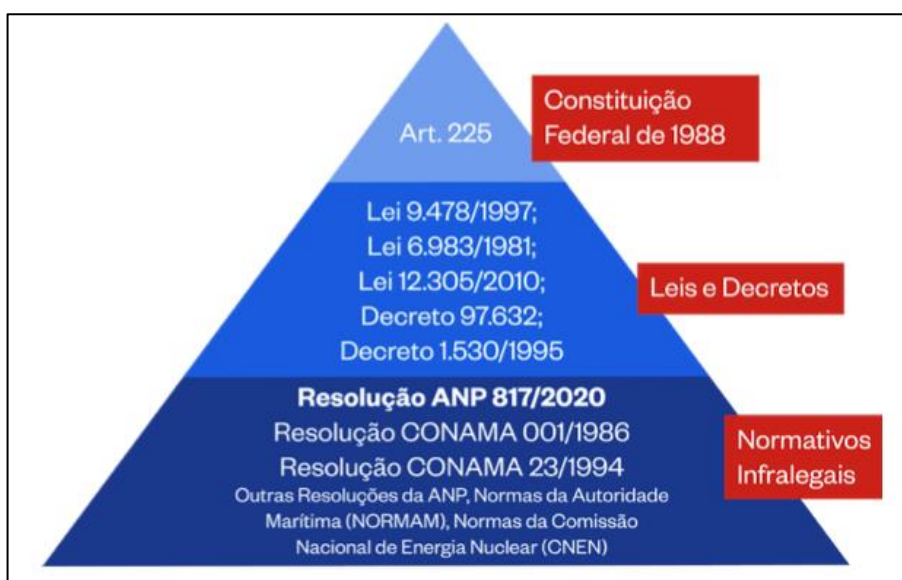 Art. 225
Constituição
Federal de 1988
Lei 9.478/1997;
Lei 6.983/1981;
Lei 12.305/2010;
Decreto 97.632;
Decreto 1.530/1995
Leis e Decretos
Resolução ANP 817/2020
Resolução CONAMA 001/1986
Resolução CONAMA 23/1994
Outras Resoluções da ANP, Normas da Autoridade
Marítima (NORMAM), Normas da Comissão
Nacional de Energia Nuclear (CNEN)
Normativos
Infralegais